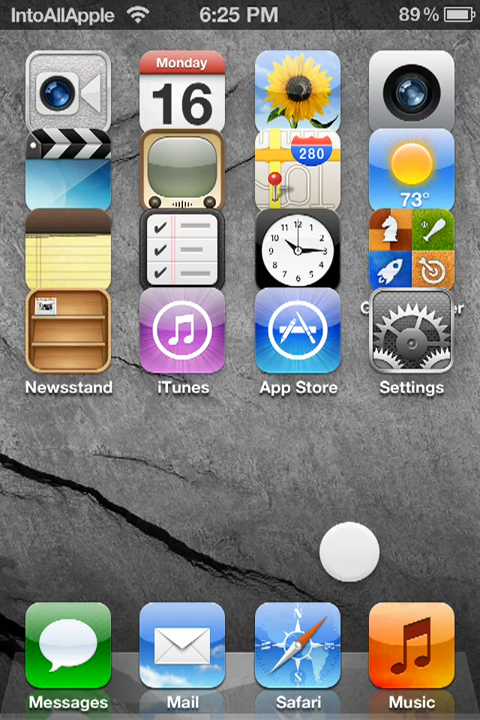 IntoAllApple 6:25 PM 89%
Monday
16
280
73°
Newsstand iTunes App Store Settings
Messages Mail Safari Music